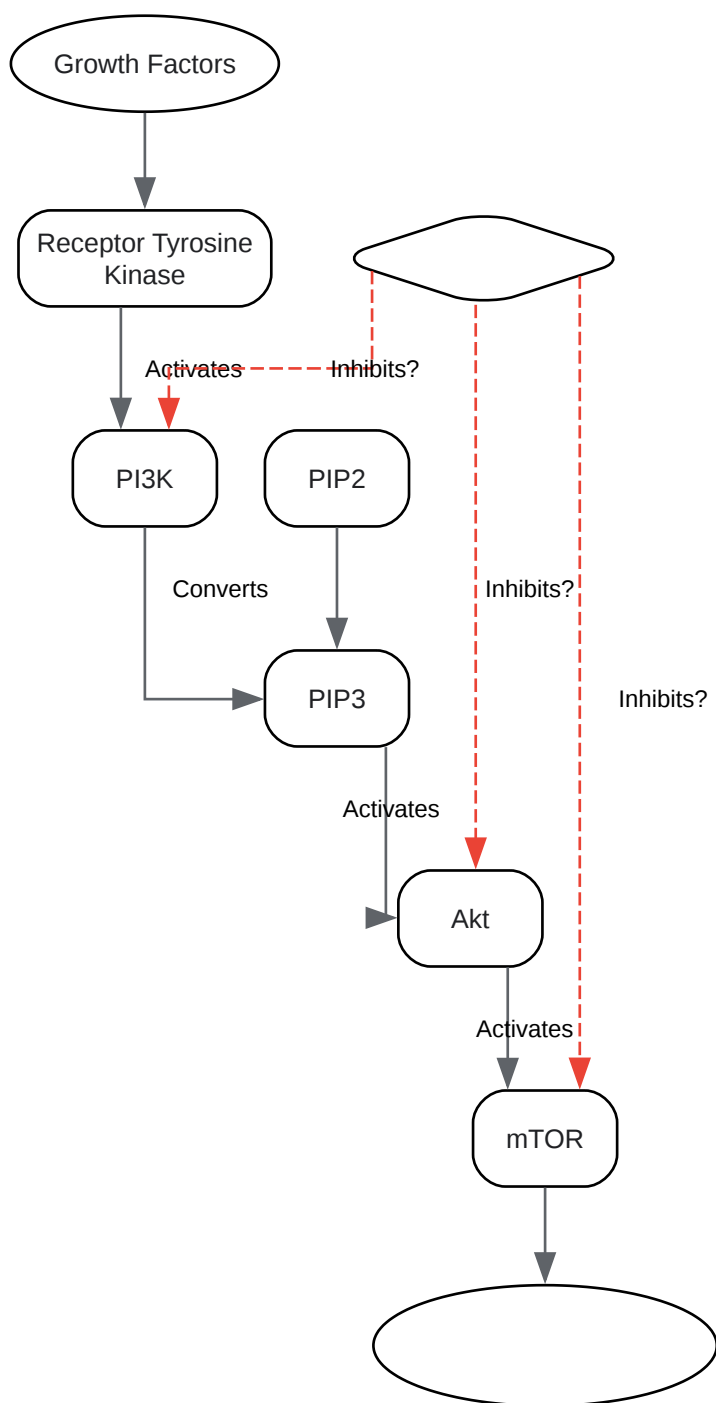 Growth Factors
Receptor Tyrosine
Kinase
Activates
Inhibits?
PI3K
PIP2
Converts
Inhibits?
PIP3
Inhibits?
Activates
Akt
Activates
mTOR